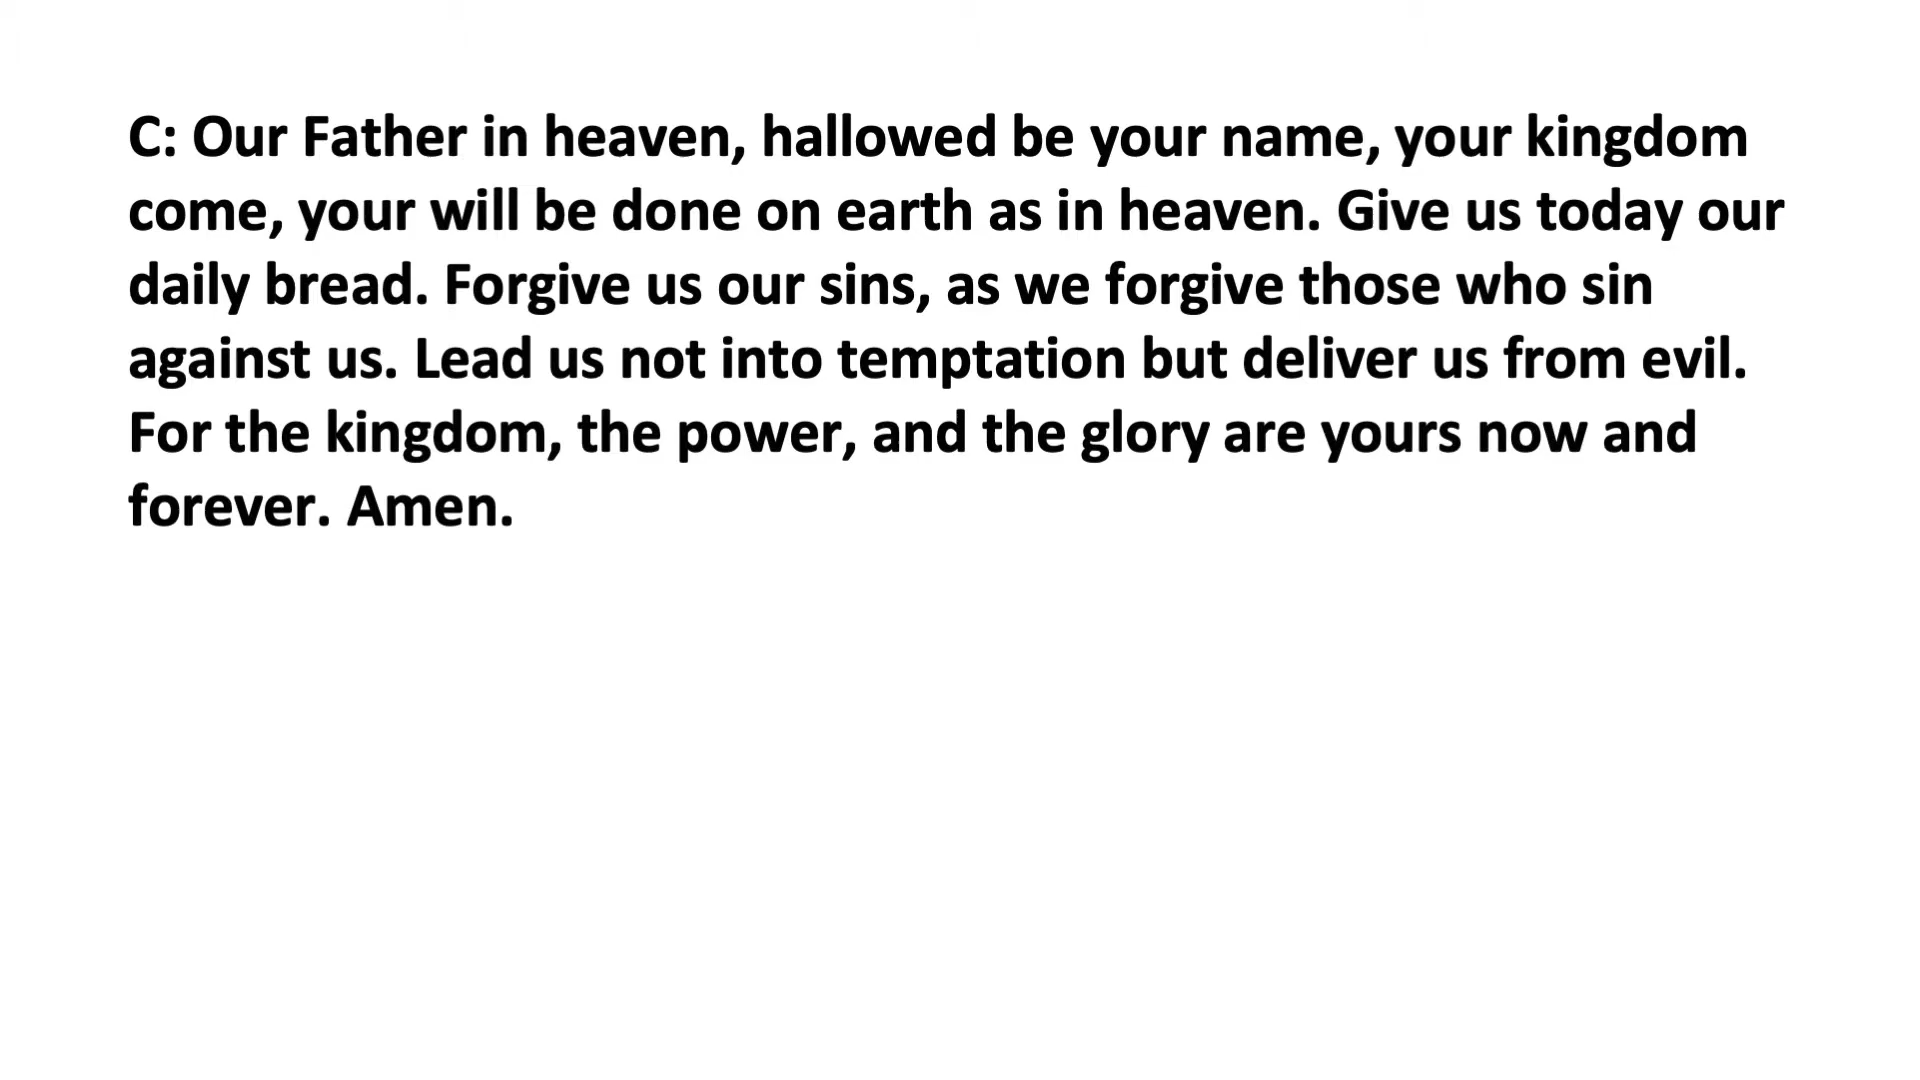 C: Our Father in heaven, hallowed be your name, your kingdom
come, your will be done on earth as in heaven. Give us today our
daily bread. Forgive us our sins, as we forgive those who sin
against us. Lead us not into temptation but deliver us from evil.
For the kingdom, the power, and the glory are yours now and
forever. Amen.